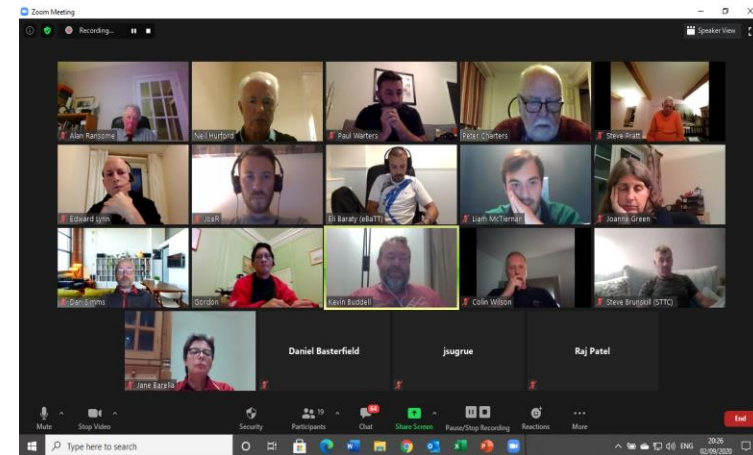 Zoom Meeting
Recording...
Speaker View
Alan Ransome
Neil Hurford
Paul Warters
Peter Charters
Steve Pratt
Edward Lynn
JoaR
Eli Baraty (eBaTT)
Liam McTiernan
Joanne Green
Dan Simms
Gordon
Kevin Buddell
Colin Wilson
Steve Brunskill (STTC)
Jane Barella
Daniel Basterfield
jsugrue
Raj Patel
Mute
Stop Video
Security
Participants
19
Chat
64
Share Screen
Pause/Stop Recording
Reactions
More
End
Type here to search
ENG
20:26
02/09/2020